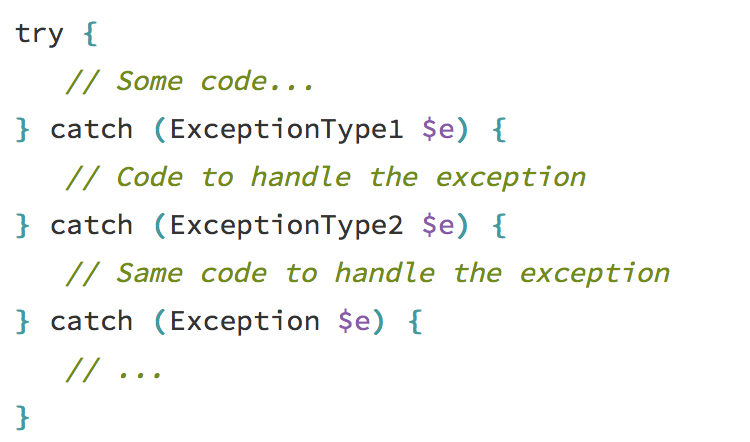 try {
   // Some code...
} catch (ExceptionType1 $e) {
   // Code to handle the exception
} catch (ExceptionType2 $e) {
   // Same code to handle the exception
} catch (Exception $e) {
   // ...
}